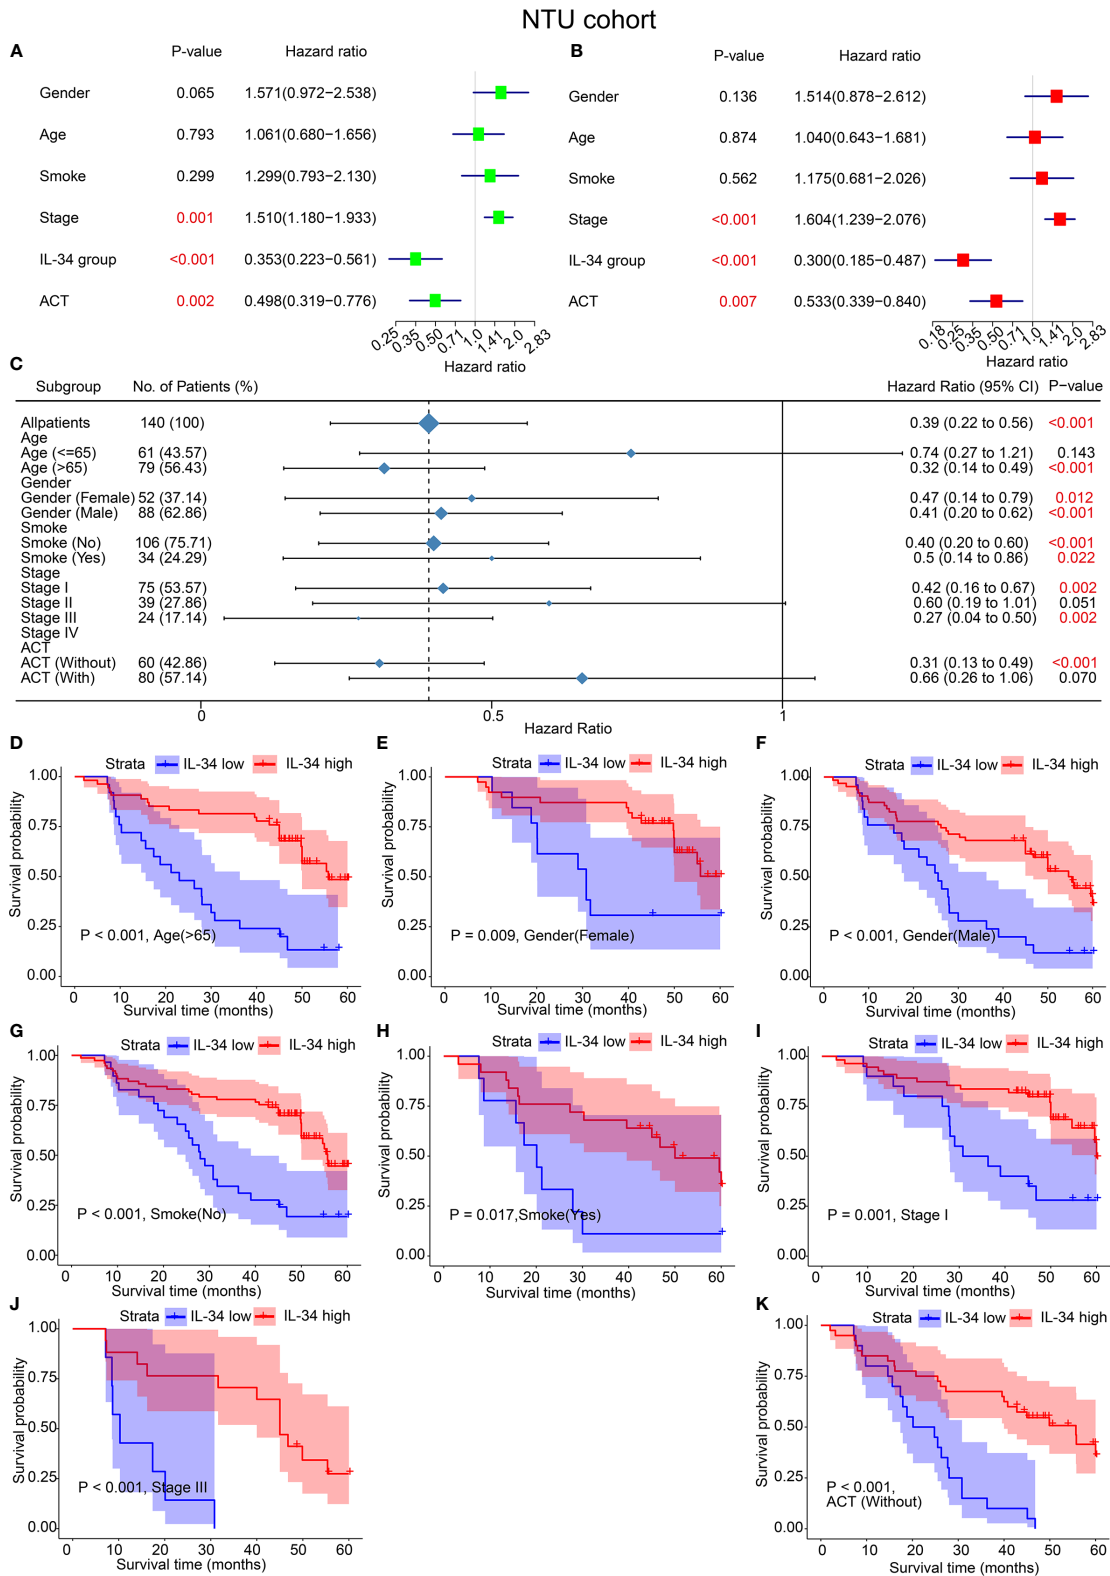 NTU cohort
A
P-value Hazard ratio
Gender 0.065 1.571(0.972−2.538)
Age 0.793 1.061(0.680−1.656)
Smoke 0.299 1.299(0.793−2.130)
Stage 0.001 1.510(1.180−1.933)
IL-34 group <0.001 0.353(0.223−0.561)
ACT 0.002 0.498(0.319−0.776)
0.25 0.35 0.50 0.71 1.0 1.41 2.0 2.83
Hazard ratio
B
P-value Hazard ratio
Gender 0.136 1.514(0.878−2.612)
Age 0.874 1.040(0.643−1.681)
Smoke 0.562 1.175(0.681−2.026)
Stage <0.001 1.604(1.239−2.076)
IL-34 group <0.001 0.300(0.185−0.487)
ACT 0.007 0.533(0.339−0.840)
0.18 0.25 0.35 0.50 0.71 1.0 1.41 2.0 2.83
Hazard ratio
C
Subgroup No. of Patients (%) Hazard Ratio (95% CI) P−value
Allpatients 140 (100) 0.39 (0.22 to 0.56) <0.001
Age
Age (<=65) 61 (43.57) 0.74 (0.27 to 1.21) 0.143
Age (>65) 79 (56.43) 0.32 (0.14 to 0.49) <0.001
Gender
Gender (Female) 52 (37.14) 0.47 (0.14 to 0.79) 0.012
Gender (Male) 88 (62.86) 0.41 (0.20 to 0.62) <0.001
Smoke
Smoke (No) 106 (75.71) 0.40 (0.20 to 0.60) <0.001
Smoke (Yes) 34 (24.29) 0.5 (0.14 to 0.86) 0.022
Stage
Stage I 75 (53.57) 0.42 (0.16 to 0.67) 0.002
Stage II 39 (27.86) 0.60 (0.19 to 1.01) 0.051
Stage III 24 (17.14) 0.27 (0.04 to 0.50) 0.002
Stage IV
ACT
ACT (Without) 60 (42.86) 0.31 (0.13 to 0.49) <0.001
ACT (With) 80 (57.14) 0.66 (0.26 to 1.06) 0.070
0 0.5 1
Hazard Ratio
D
Strata IL-34 low IL-34 high
Survival probability
1.00
0.75
0.50
0.25
0.00
P < 0.001, Age(>65)
0 10 20 30 40 50 60
Survival time (months)
E
Strata IL-34 low IL-34 high
Survival probability
1.00
0.75
0.50
0.25
0.00
P = 0.009, Gender(Female)
0 10 20 30 40 50 60
Survival time (months)
F
Strata IL-34 low IL-34 high
Survival probability
1.00
0.75
0.50
0.25
0.00
P < 0.001, Gender(Male)
0 10 20 30 40 50 60
Survival time (months)
G
Strata IL-34 low IL-34 high
Survival probability
1.00
0.75
0.50
0.25
0.00
P < 0.001, Smoke(No)
0 10 20 30 40 50 60
Survival time (months)
H
Strata IL-34 low IL-34 high
Survival probability
1.00
0.75
0.50
0.25
0.00
P = 0.017,Smoke(Yes)
0 10 20 30 40 50 60
Survival time (months)
I
Strata IL-34 low IL-34 high
Survival probability
1.00
0.75
0.50
0.25
0.00
P = 0.001, Stage I
0 10 20 30 40 50 60
Survival time (months)
J
Strata IL-34 low IL-34 high
Survival probability
1.00
0.75
0.50
0.25
0.00
P < 0.001, Stage III
0 10 20 30 40 50 60
Survival time (months)
K
Strata IL-34 low IL-34 high
Survival probability
1.00
0.75
0.50
0.25
0.00
P < 0.001,
ACT (Without)
0 10 20 30 40 50 60
Survival time (months)